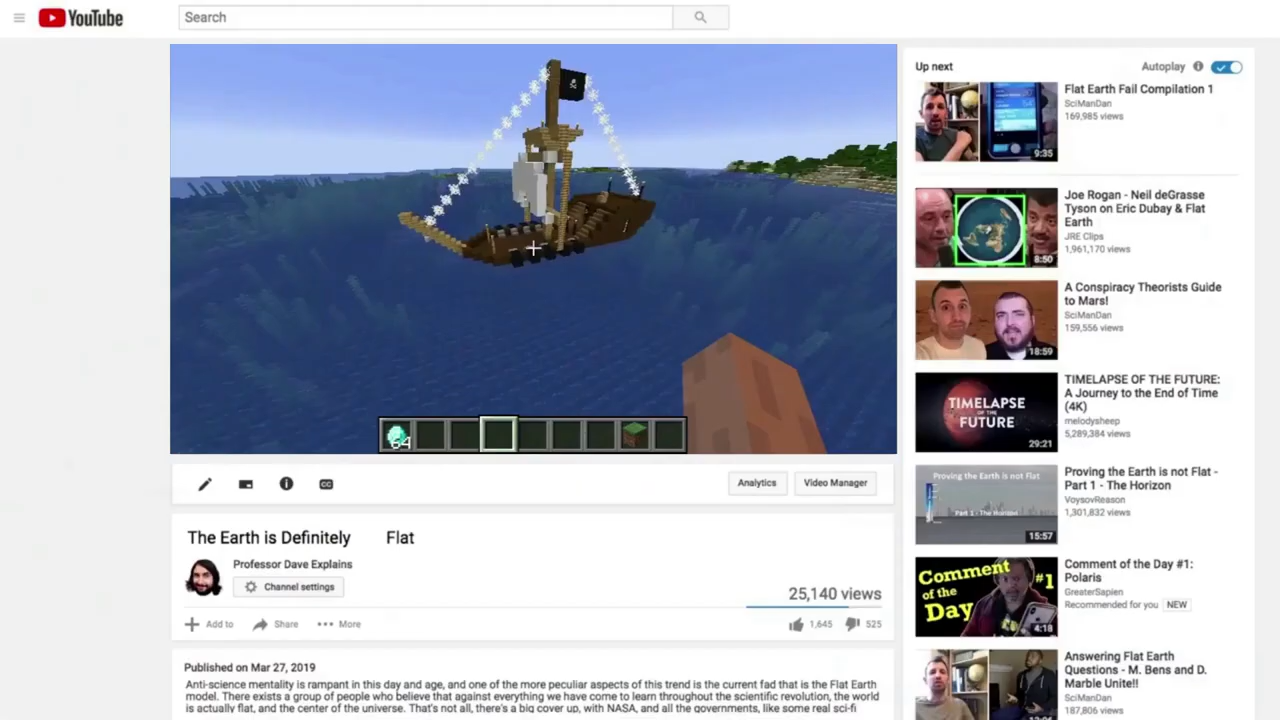 YouTube
Search
64
Analytics
Video Manager
The Earth is Definitely Flat
Professor Dave Explains
Channel settings
25,140 views
Add to
Share
More
1,645
525
Published on Mar 27, 2019
Anti-science mentality is rampant in this day and age, and one of the more peculiar aspects of this trend is the current fad that is the Flat Earth
model. There exists a group of people who believe that against everything we have come to learn throughout the scientific revolution, the world
is actually flat, and the center of the universe. That's not all, there's a big cover up, with NASA, and all the governments, like some real sci-fi
Up next
Autoplay
9:35
Flat Earth Fail Compilation 1
SciManDan
169,985 views
8:50
Joe Rogan - Neil deGrasse
Tyson on Eric Dubay & Flat
Earth
JRE Clips
1,961,170 views
18:59
A Conspiracy Theorists Guide
to Mars!
SciManDan
159,556 views
TIMELAPSE
OF THE
FUTURE
29:21
TIMELAPSE OF THE FUTURE:
A Journey to the End of Time
(4K)
melodysheep
5,289,384 views
Proving the Earth is not Flat
Part 1 - The Horizon
15:57
Proving the Earth is not Flat -
Part 1 - The Horizon
VoysovReason
1,301,832 views
Comment #1
of the
Day
4:18
Comment of the Day #1:
Polaris
GreaterSapien
Recommended for you NEW
Answering Flat Earth
Questions - M. Bens and D.
Marble Unite!!
SciManDan
187,806 views